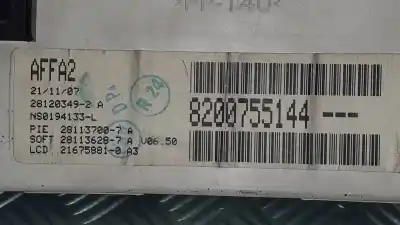 AFFA2
21/11/07
28120349-2 A
NS0194133-L
PIE 28113700-7 A
SOFT 28113628-7 A V06.50
LCD 21675881-0 A3
R 24
8200755144 ---